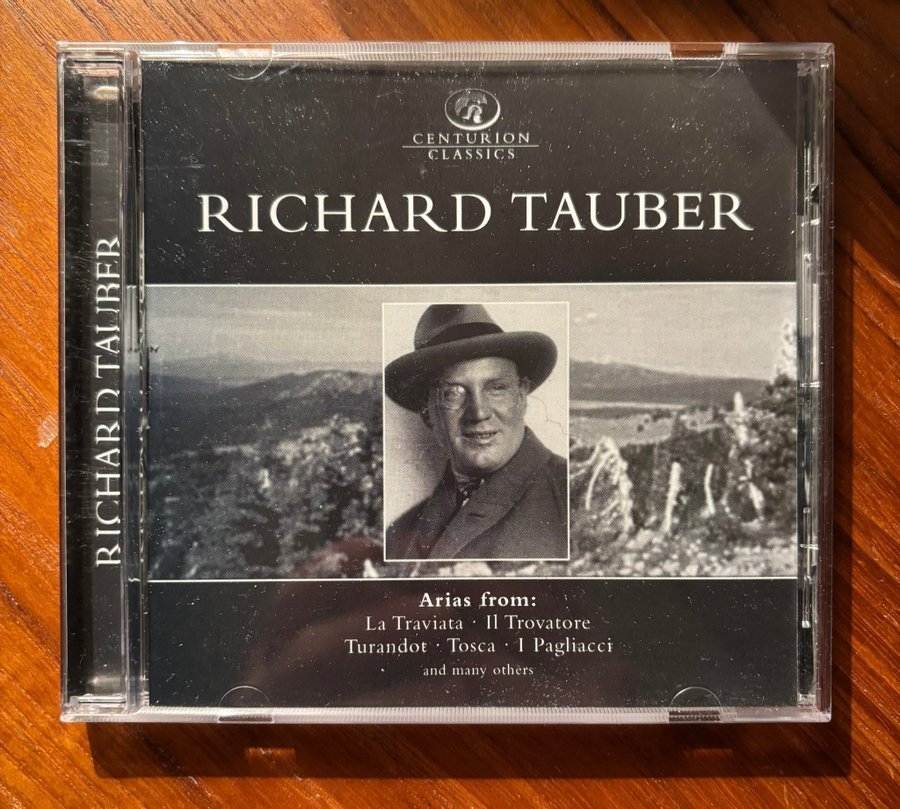 CENTURION
CLASSICS
RICHARD TAUBER
RICHARD TAUBER
Arias from:
La Traviata · Il Trovatore
Turandot · Tosca · I Pagliacci
and many others